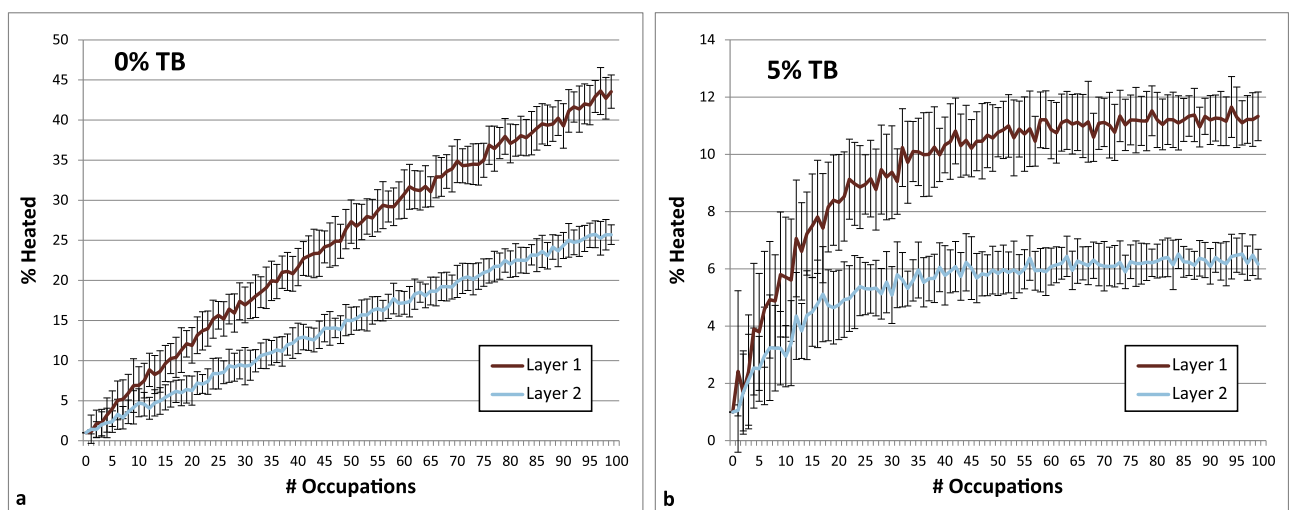 0% TB
50
45
40
35
30
25
20
15
10
5
0
% Heated
Layer 1
Layer 2
0 5 10 15 20 25 30 35 40 45 50 55 60 65 70 75 80 85 90 95 100
# Occupations
a
5% TB
14
12
10
8
6
4
2
0
% Heated
Layer 1
Layer 2
0 5 10 15 20 25 30 35 40 45 50 55 60 65 70 75 80 85 90 95 100
# Occupations
b